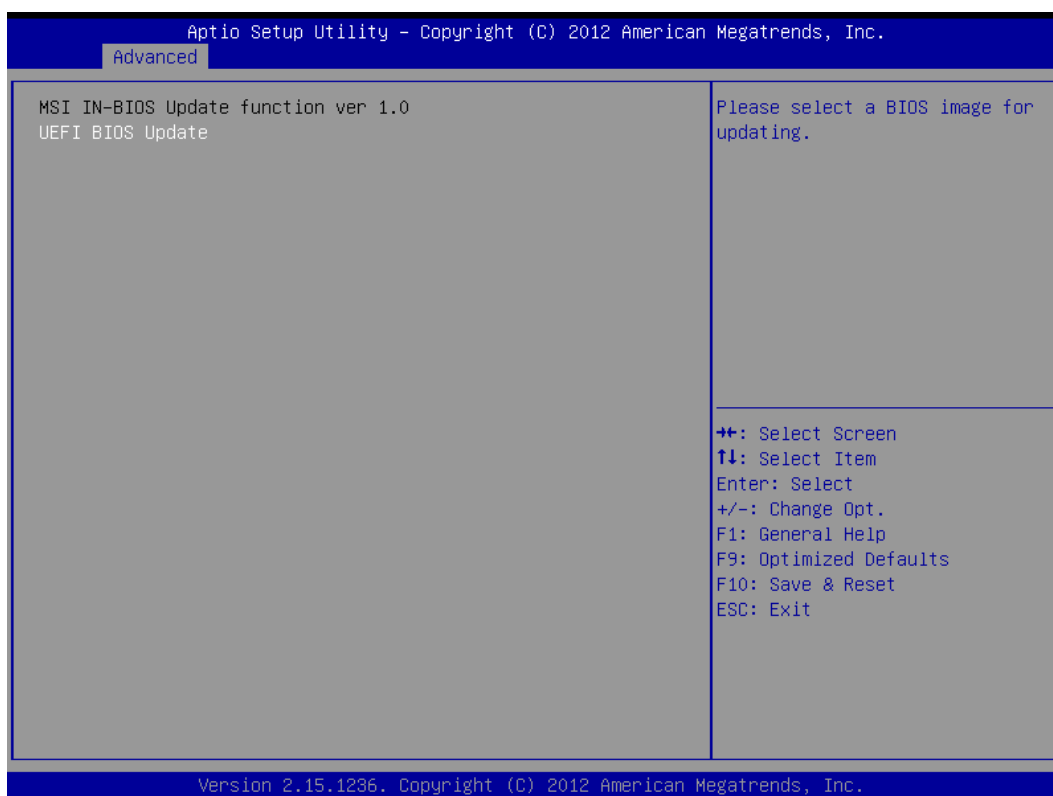 Aptio Setup Utility – Copyright (C) 2012 American Megatrends, Inc.
Advanced
MSI IN-BIOS Update function ver 1.0
UEFI BIOS Update
Please select a BIOS image for
updating.
→←: Select Screen
↑↓: Select Item
Enter: Select
+/-: Change Opt.
F1: General Help
F9: Optimized Defaults
F10: Save & Reset
ESC: Exit
Version 2.15.1236. Copyright (C) 2012 American Megatrends, Inc.